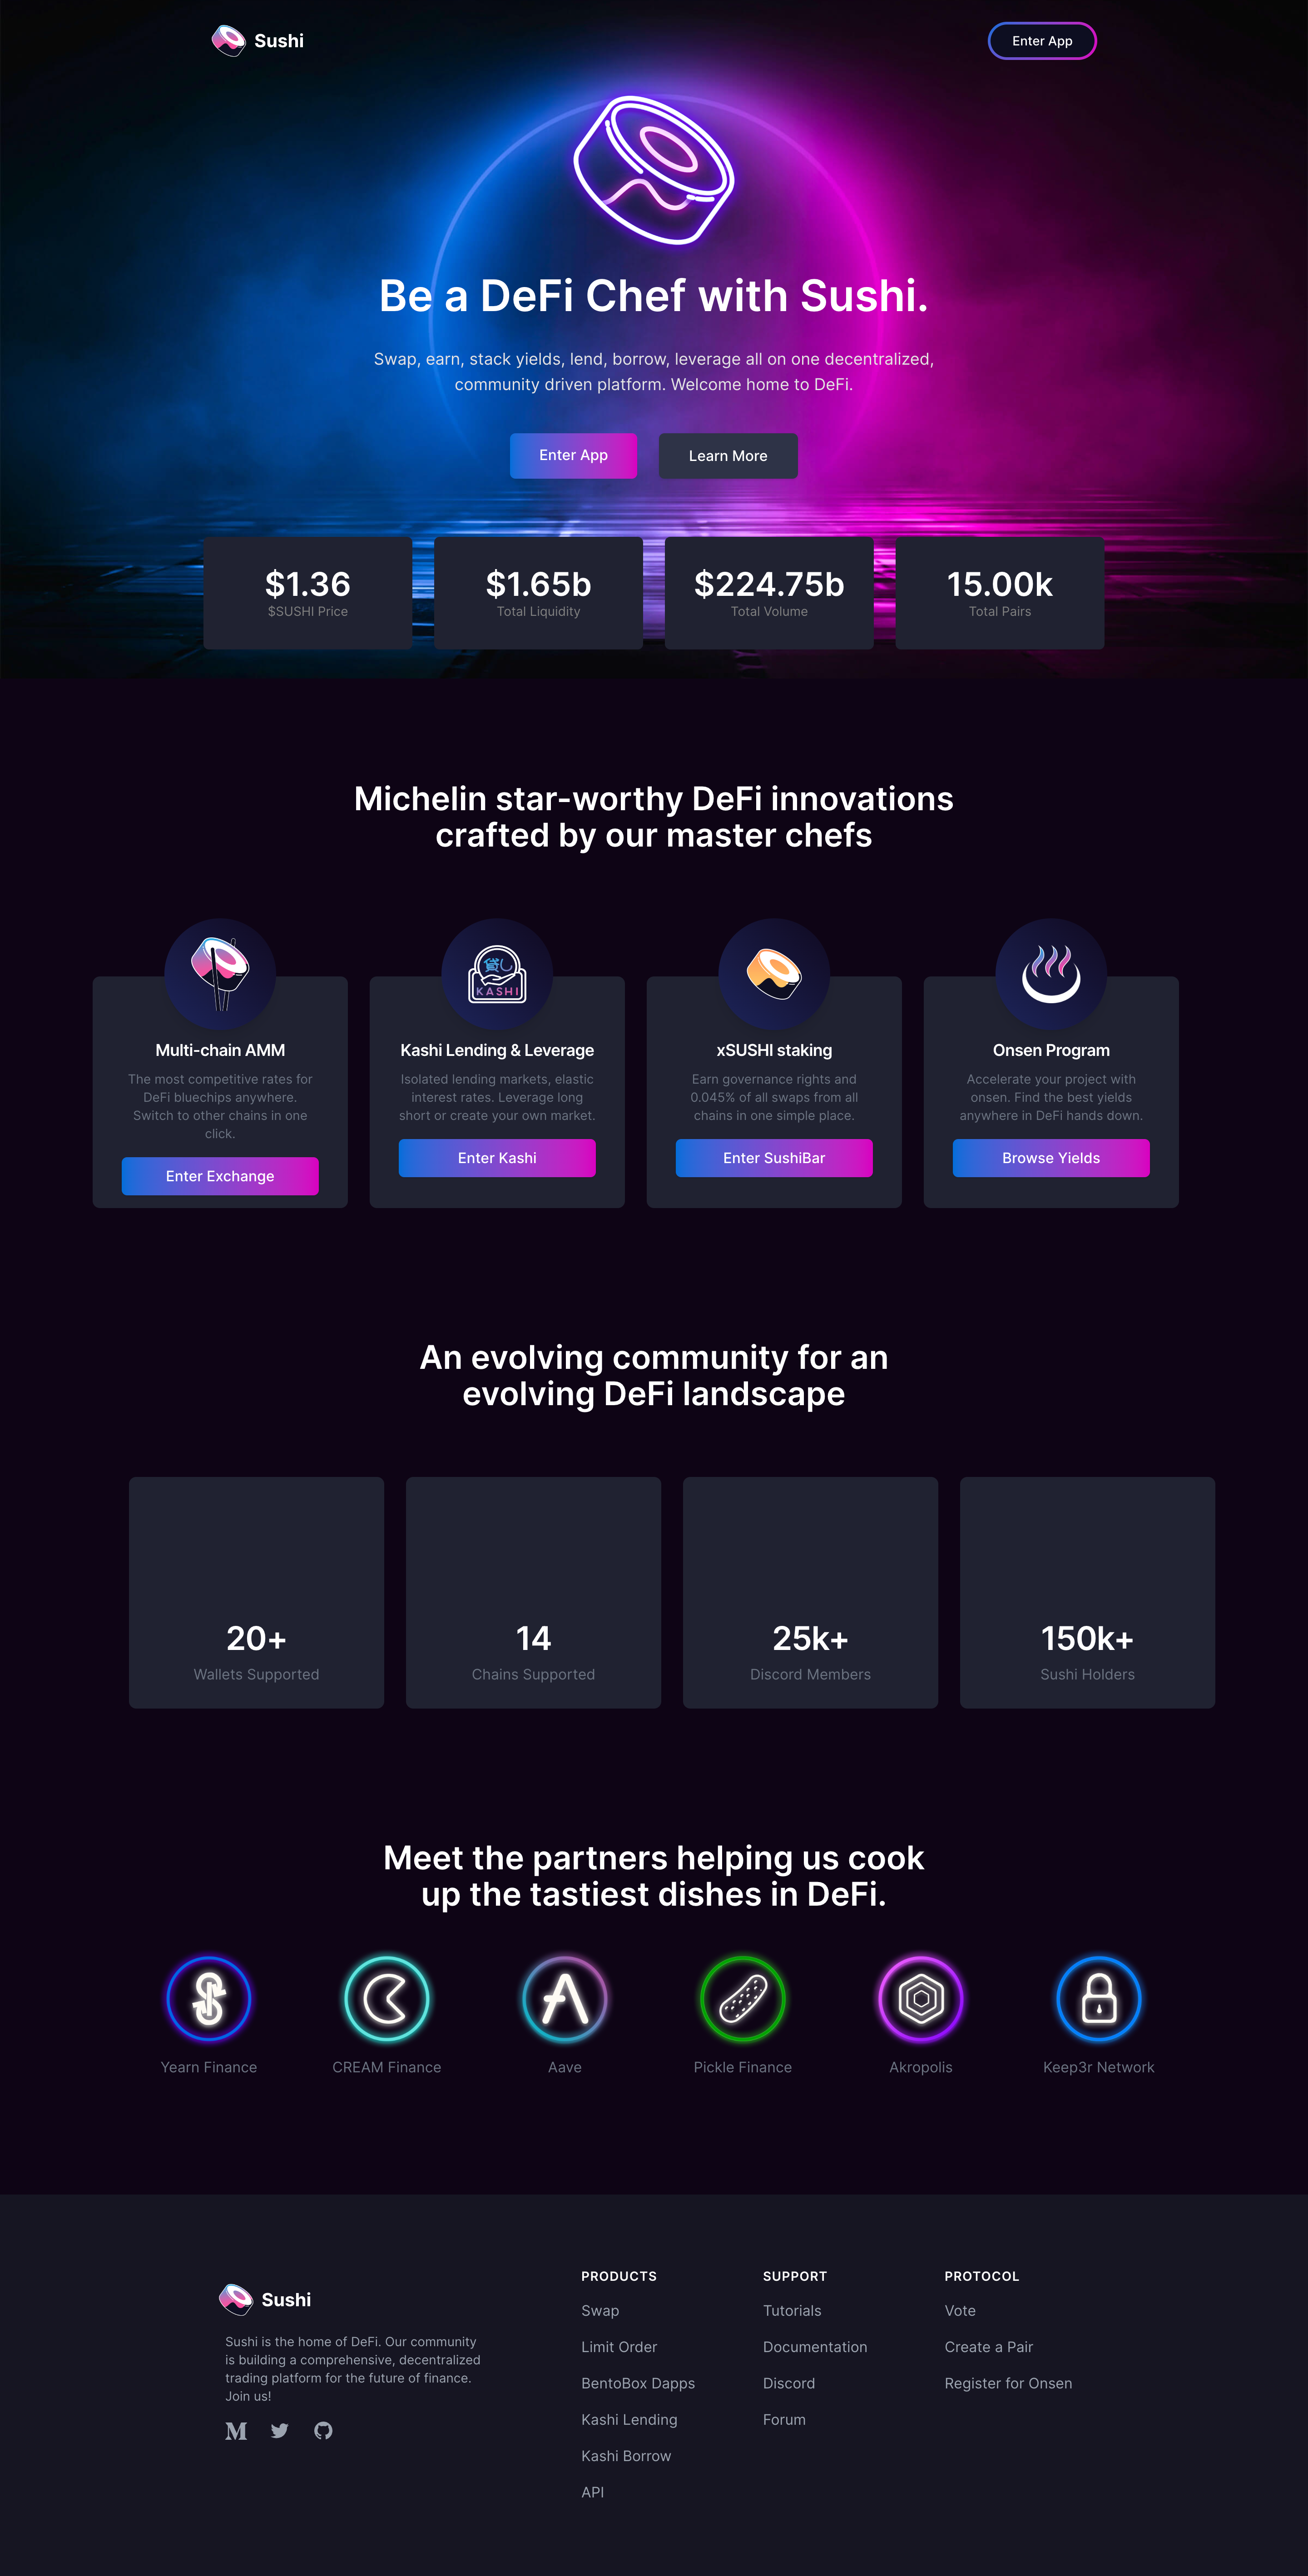 Sushi
Enter App
Be a DeFi Chef with Sushi.
Swap, earn, stack yields, lend, borrow, leverage all on one decentralized,
community driven platform. Welcome home to DeFi.
Enter App
Learn More
$1.36
$SUSHI Price
$1.65b
Total Liquidity
$224.75b
Total Volume
15.00k
Total Pairs
Michelin star-worthy DeFi innovations
crafted by our master chefs
Multi-chain AMM
The most competitive rates for
DeFi bluechips anywhere.
Switch to other chains in one
click.
Enter Exchange
貸し
KASHI
Kashi Lending & Leverage
Isolated lending markets, elastic
interest rates. Leverage long
short or create your own market.
Enter Kashi
xSUSHI staking
Earn governance rights and
0.045% of all swaps from all
chains in one simple place.
Enter SushiBar
Onsen Program
Accelerate your project with
onsen. Find the best yields
anywhere in DeFi hands down.
Browse Yields
An evolving community for an
evolving DeFi landscape
20+
Wallets Supported
14
Chains Supported
25k+
Discord Members
150k+
Sushi Holders
Meet the partners helping us cook
up the tastiest dishes in DeFi.
Yearn Finance
CREAM Finance
Aave
Pickle Finance
Akropolis
Keep3r Network
Sushi
Sushi is the home of DeFi. Our community
is building a comprehensive, decentralized
trading platform for the future of finance.
Join us!
PRODUCTS
Swap
Limit Order
BentoBox Dapps
Kashi Lending
Kashi Borrow
API
SUPPORT
Tutorials
Documentation
Discord
Forum
PROTOCOL
Vote
Create a Pair
Register for Onsen